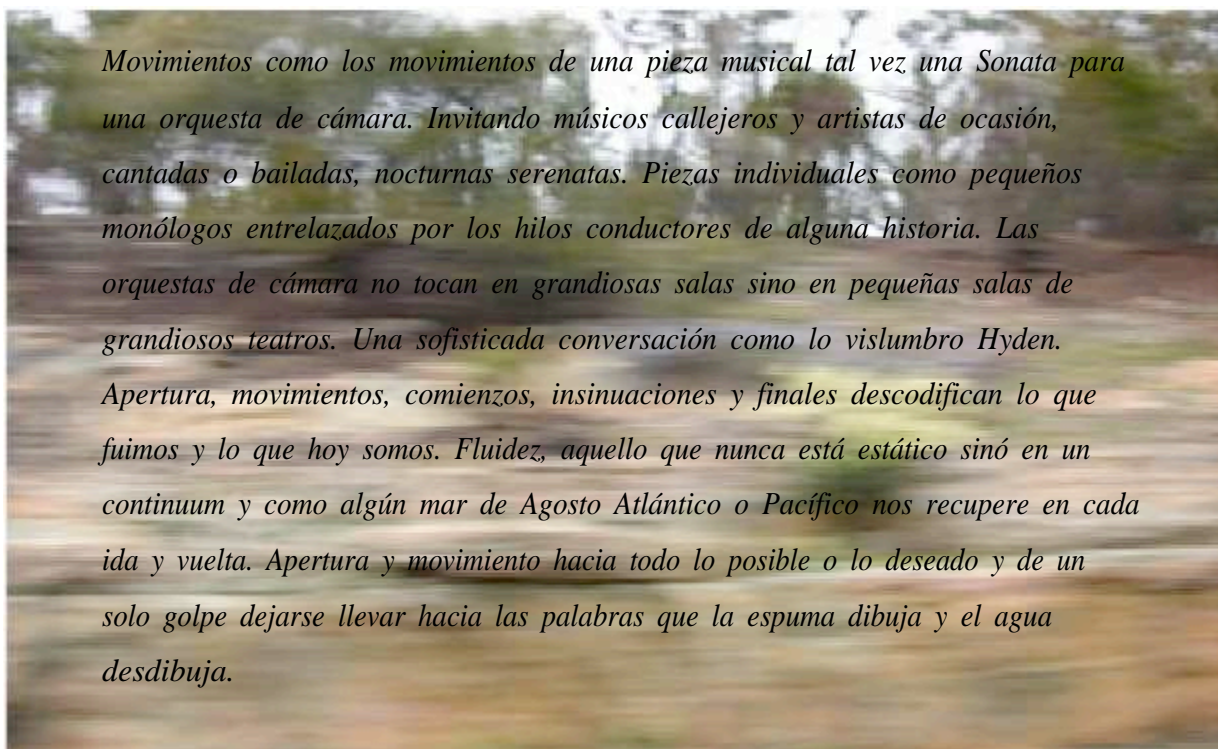 Movimientos como los movimientos de una pieza musical tal vez una Sonata para
una orquesta de cámara. Invitando músicos callejeros y artistas de ocasión,
cantadas o bailadas, nocturnas serenatas. Piezas individuales como pequeños
monólogos entrelazados por los hilos conductores de alguna historia. Las
orquestas de cámara no tocan en grandiosas salas sino en pequeñas salas de
grandiosos teatros. Una sofisticada conversación como lo vislumbro Hyden.
Apertura, movimientos, comienzos, insinuaciones y finales descodifican lo que
fuimos y lo que hoy somos. Fluidez, aquello que nunca está estático sinó en un
continuum y como algún mar de Agosto Atlántico o Pacífico nos recupere en cada
ida y vuelta. Apertura y movimiento hacia todo lo posible o lo deseado y de un
solo golpe dejarse llevar hacia las palabras que la espuma dibuja y el agua
desdibuja.